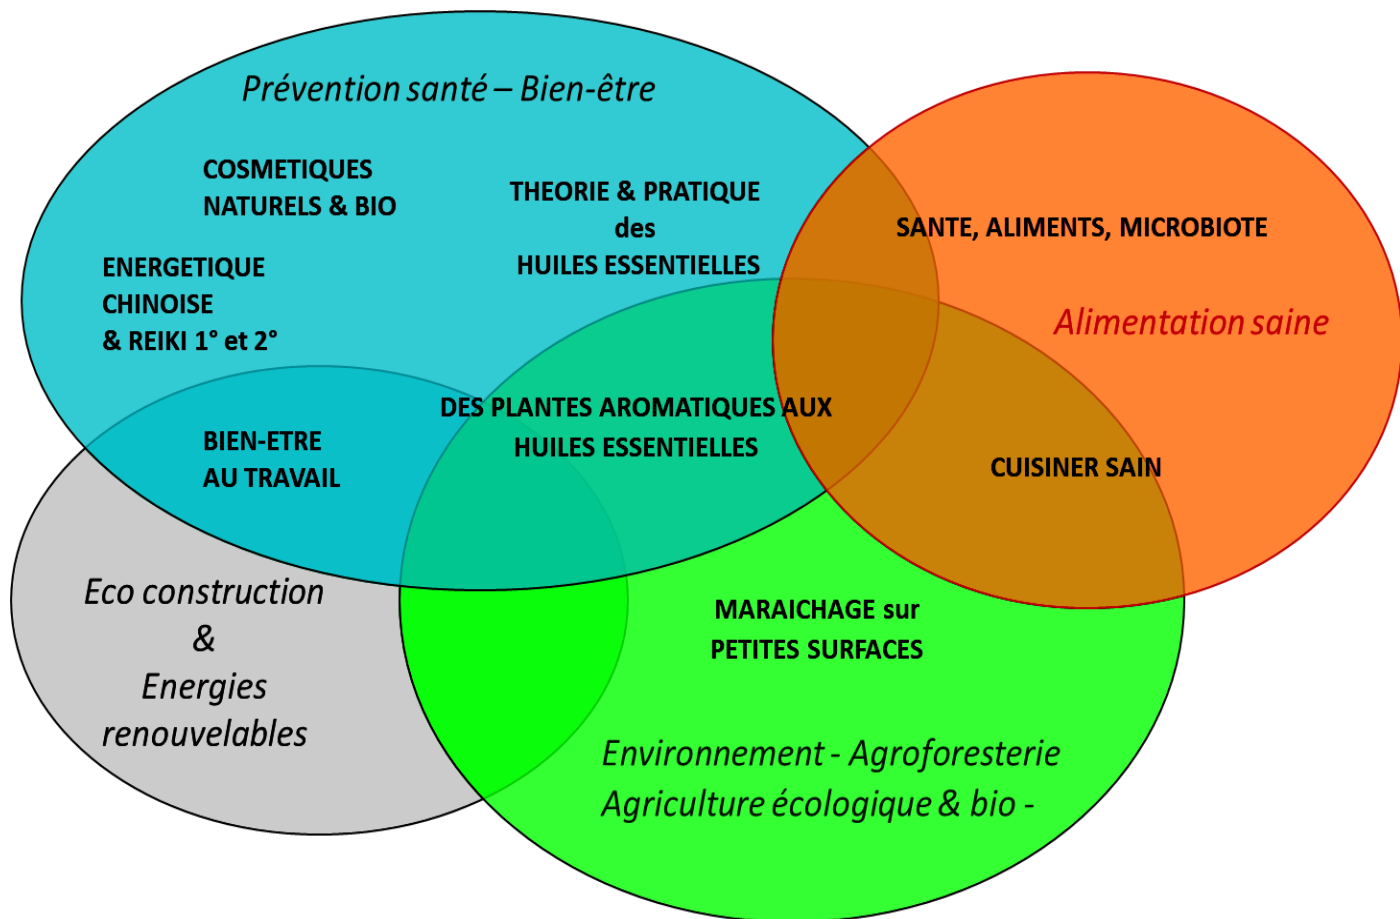 Prévention santé – Bien-être
COSMETIQUES
NATURELS & BIO
THEORIE & PRATIQUE
des
HUILES ESSENTIELLES
ENERGETIQUE
CHINOISE
& REIKI 1° et 2°
SANTE, ALIMENTS, MICROBIOTE
Alimentation saine
DES PLANTES AROMATIQUES AUX
HUILES ESSENTIELLES
BIEN-ETRE
AU TRAVAIL
CUISINER SAIN
Eco construction
&
Energies
renouvelables
MARAICHAGE sur
PETITES SURFACES
Environnement - Agroforesterie
Agriculture écologique & bio -